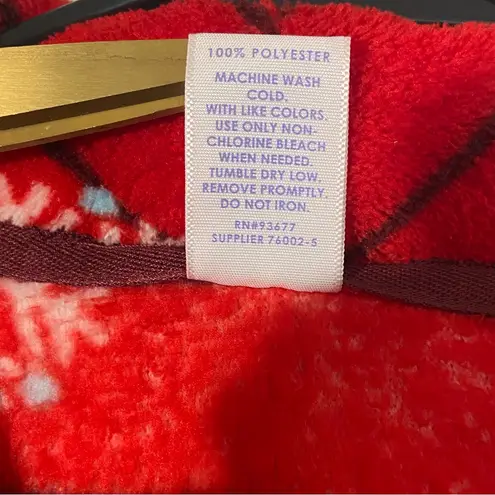 100% POLYESTER
MACHINE WASH
COLD.
WITH LIKE COLORS.
USE ONLY NON-
CHLORINE BLEACH
WHEN NEEDED.
TUMBLE DRY LOW.
REMOVE PROMPTLY.
DO NOT IRON.
RN#93677
SUPPLIER 76002-5